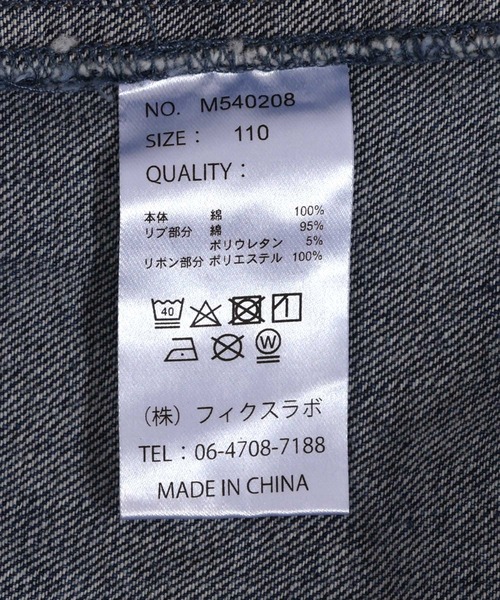 NO. M540208
SIZE： 110
QUALITY：
本体 綿 100%
リブ部分 綿 95%
ポリウレタン 5%
リボン部分 ポリエステル 100%
40
W
（株）フィクスラボ
TEL：06-4708-7188
MADE IN CHINA